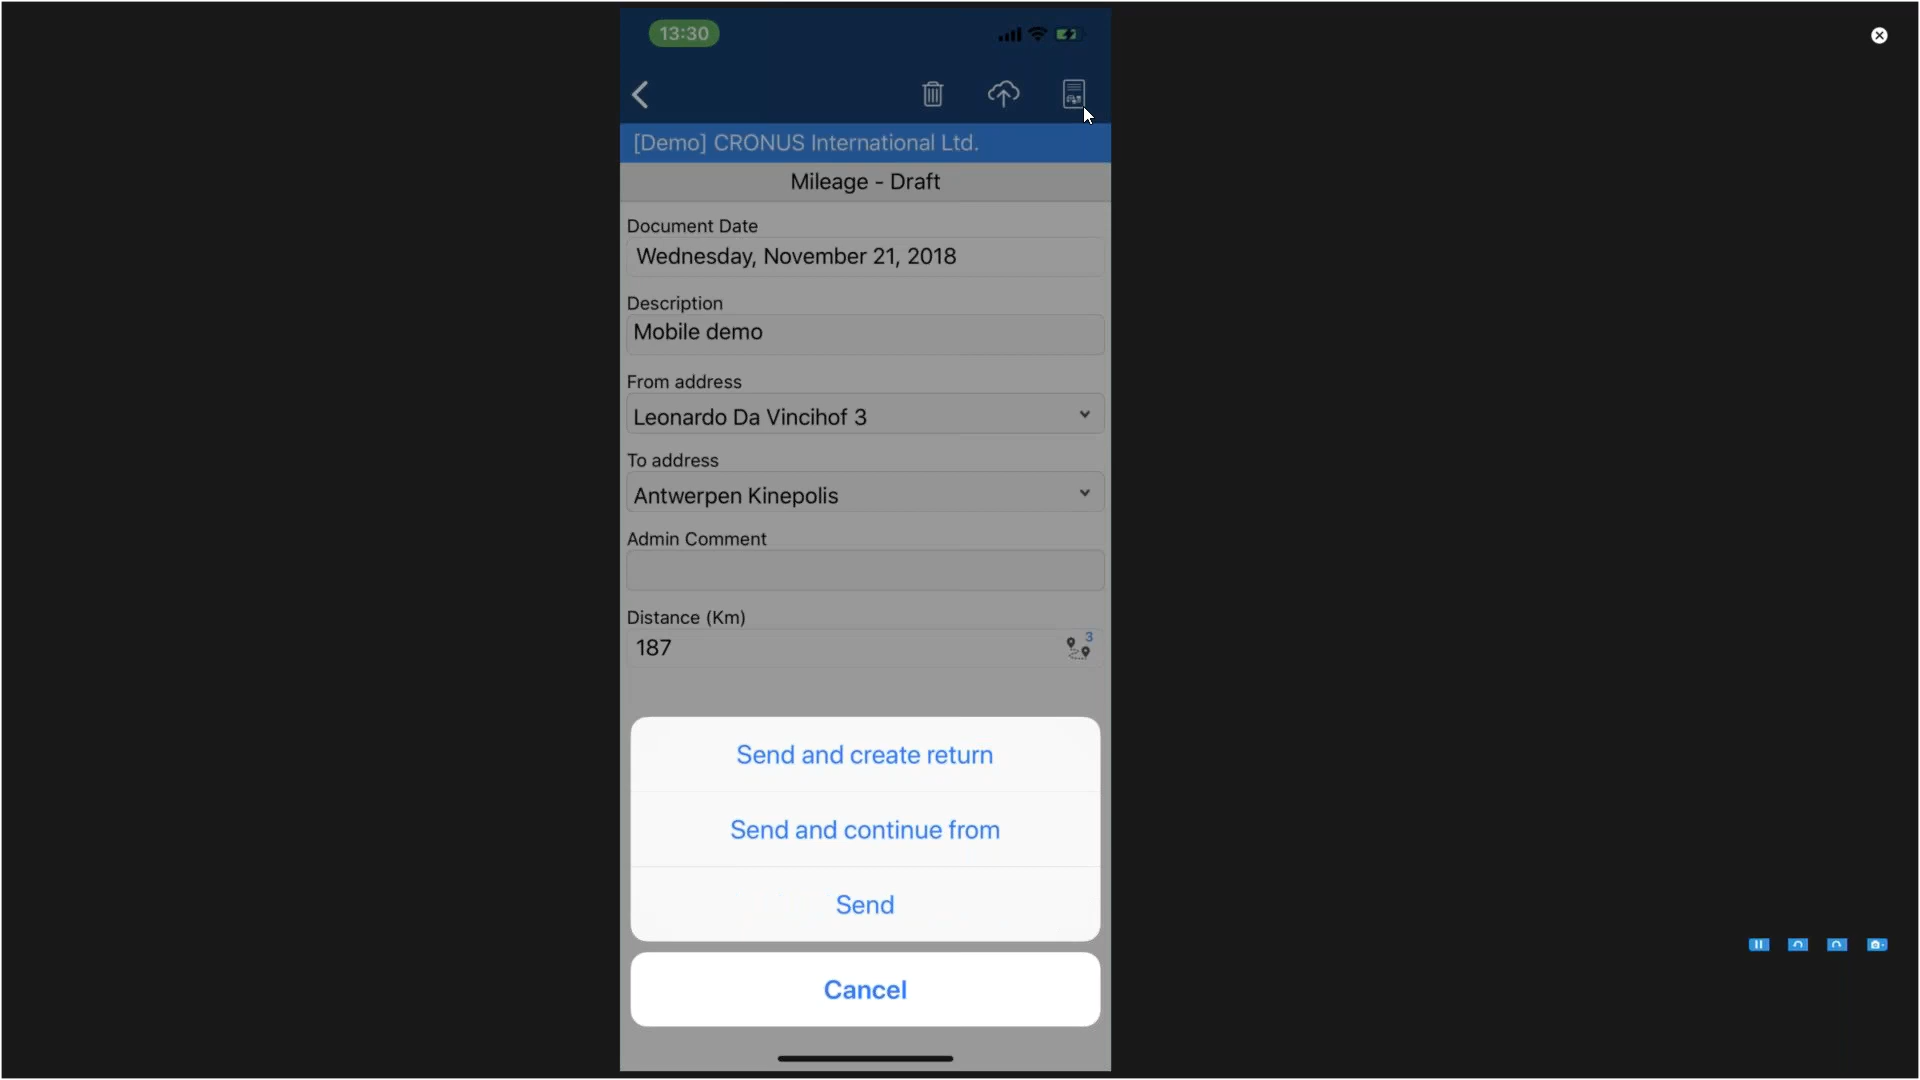 13:30
[Demo] CRONUS International Ltd.
Mileage - Draft
Document Date
Wednesday, November 21, 2018
Description
Mobile demo
From address
Leonardo Da Vincihof 3
To address
Antwerpen Kinepolis
Admin Comment
Distance (Km)
187
3
Send and create return
Send and continue from
Send
Cancel